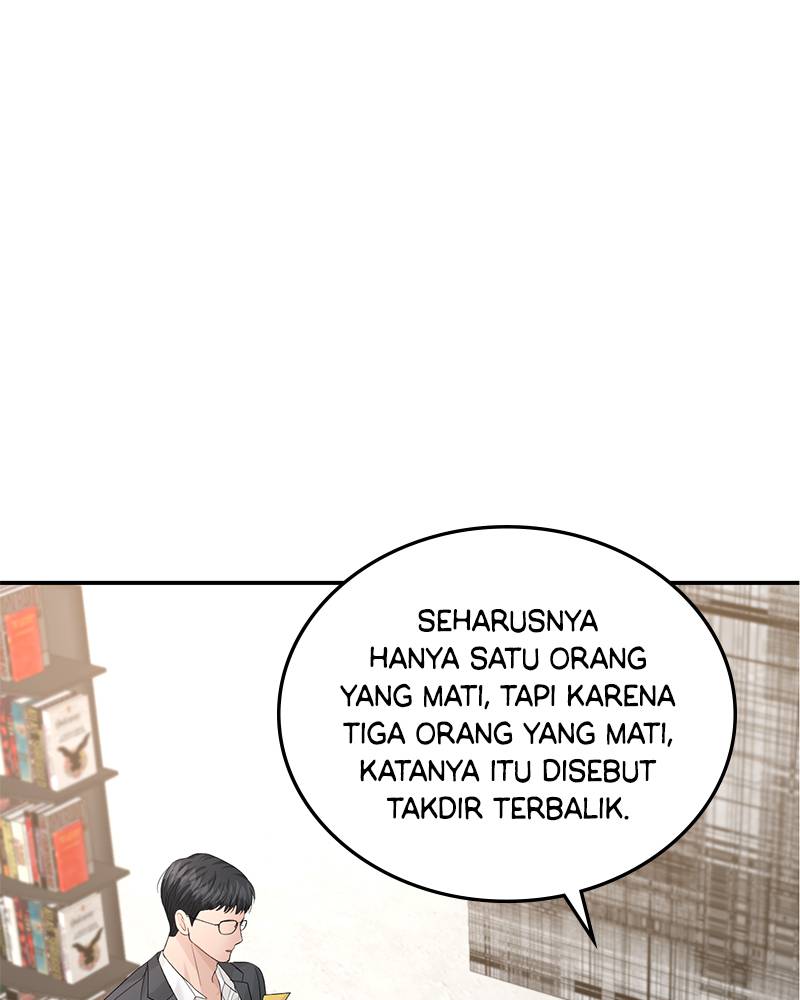 SEHARUSNYA
HANYA SATU ORANG
YANG MATI, TAPI KARENA
TIGA ORANG YANG MATI,
KATANYA ITU DISEBUT
TAKDIR TERBALIK.